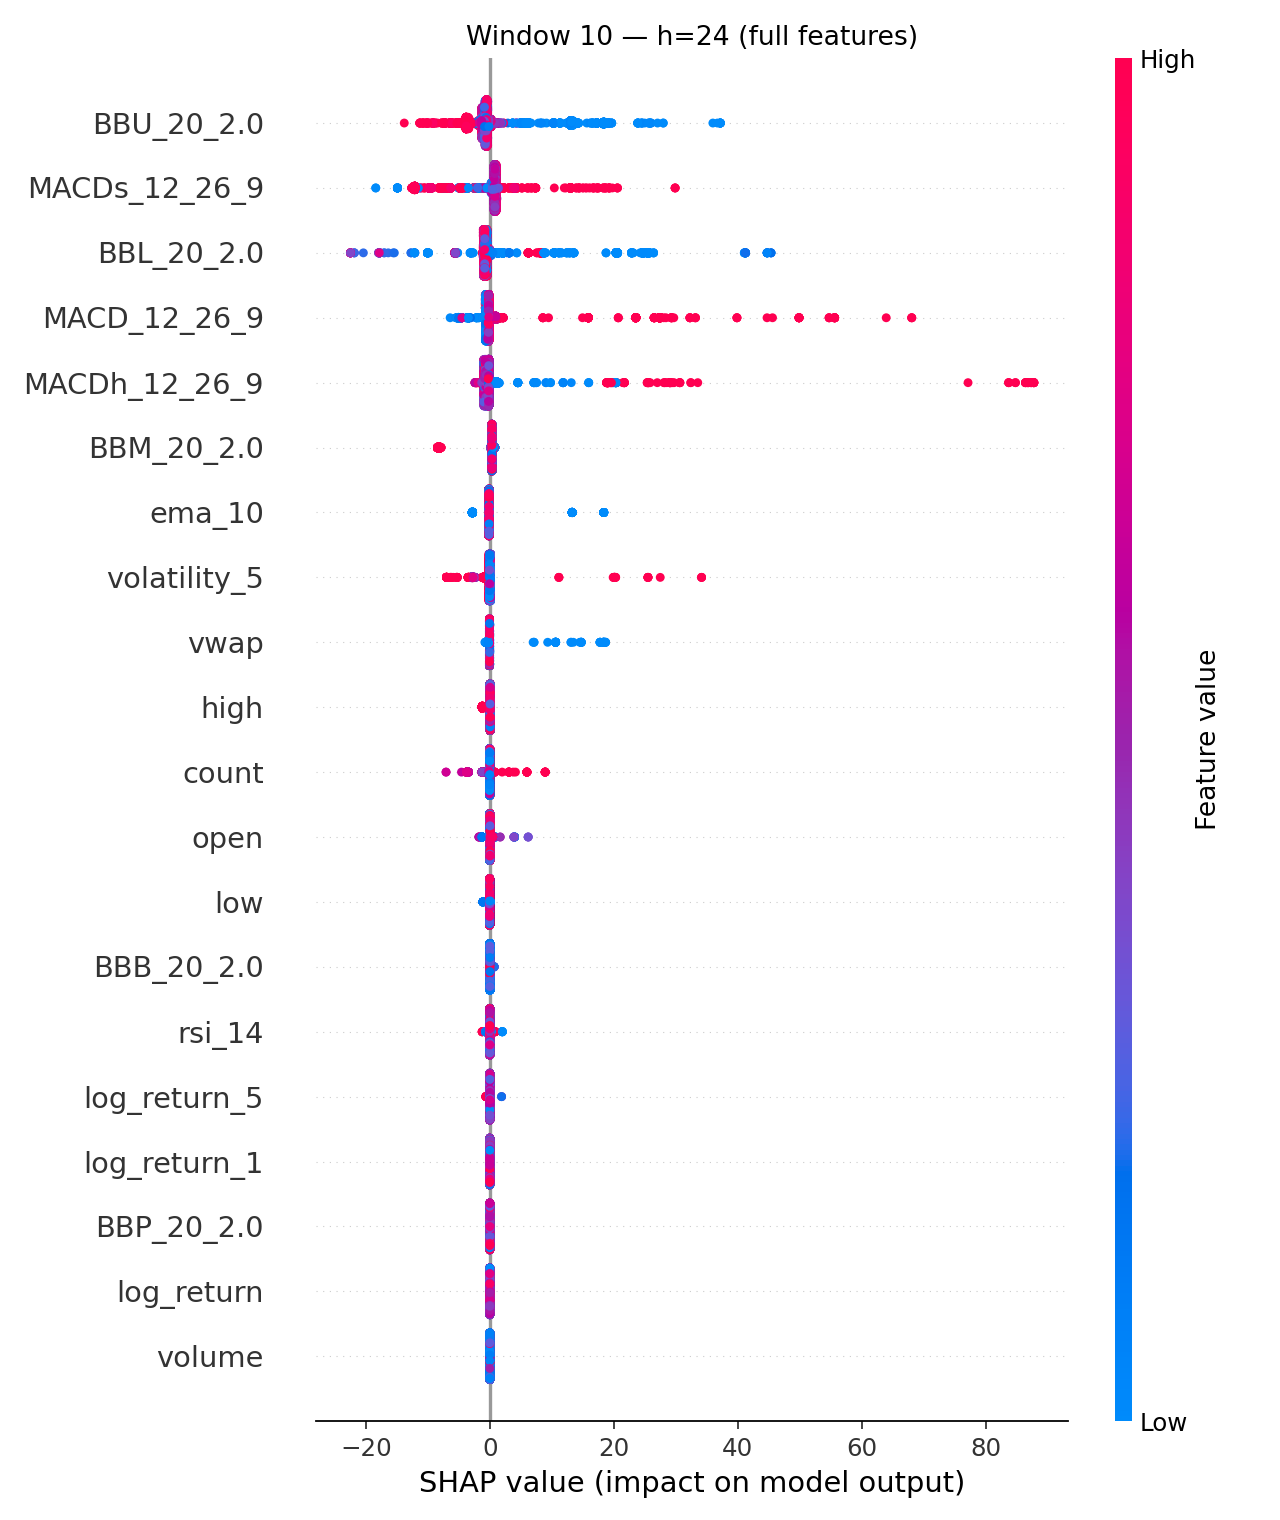 Window 10 — h=24 (full features)
High
BBU_20_2.0
MACDs_12_26_9
BBL_20_2.0
MACD_12_26_9
MACDh_12_26_9
BBM_20_2.0
ema_10
volatility_5
vwap
high
count
open
low
BBB_20_2.0
rsi_14
log_return_5
log_return_1
BBP_20_2.0
log_return
volume
Feature value
Low
−20 0 20 40 60 80
SHAP value (impact on model output)